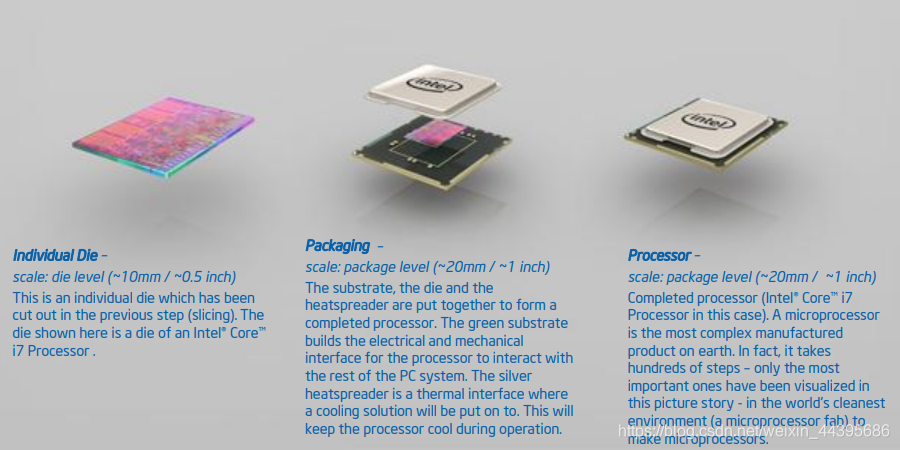 intel
intel
Individual Die –
scale: die level (~10mm / ~0.5 inch)
This is an individual die which has been
cut out in the previous step (slicing). The
die shown here is a die of an Intel® Core™
i7 Processor .
Packaging –
scale: package level (~20mm / ~1 inch)
The substrate, the die and the
heatspreader are put together to form a
completed processor. The green substrate
builds the electrical and mechanical
interface for the processor to interact with
the rest of the PC system. The silver
heatspreader is a thermal interface where
a cooling solution will be put on to. This will
keep the processor cool during operation.
Processor –
scale: package level (~20mm / ~1 inch)
Completed processor (Intel® Core™ i7
Processor in this case). A microprocessor
is the most complex manufactured
product on earth. In fact, it takes
hundreds of steps – only the most
important ones have been visualized in
this picture story - in the world's cleanest
environment (a microprocessor fab) to
make microprocessors.
https://blog.csdn.net/weixin_44395686